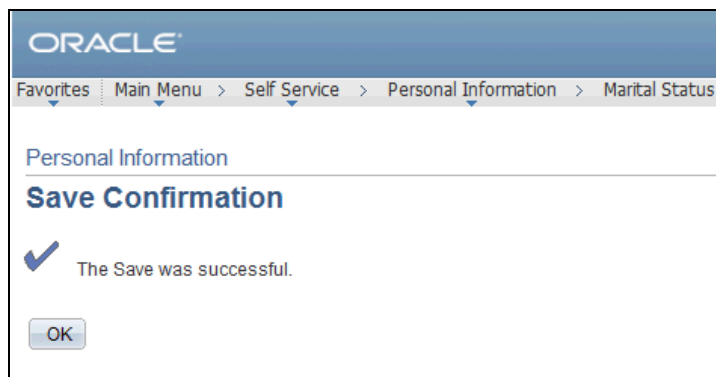 ORACLE
Favorites Main Menu > Self Service > Personal Information > Marital Status
Personal Information
Save Confirmation
The Save was successful.
OK